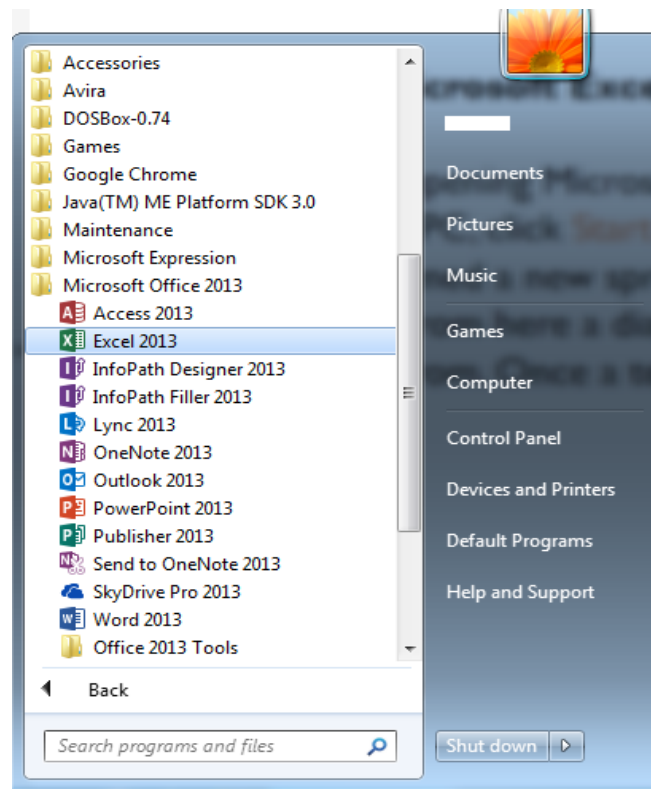 Accessories
Avira
DOSBox-0.74
Games
Google Chrome
Java(TM) ME Platform SDK 3.0
Maintenance
Microsoft Expression
Microsoft Office 2013
Access 2013
Excel 2013
InfoPath Designer 2013
InfoPath Filler 2013
Lync 2013
OneNote 2013
Outlook 2013
PowerPoint 2013
Publisher 2013
Send to OneNote 2013
SkyDrive Pro 2013
Word 2013
Office 2013 Tools
Back
Search programs and files
Documents
Pictures
Music
Games
Computer
Control Panel
Devices and Printers
Default Programs
Help and Support
Shut down